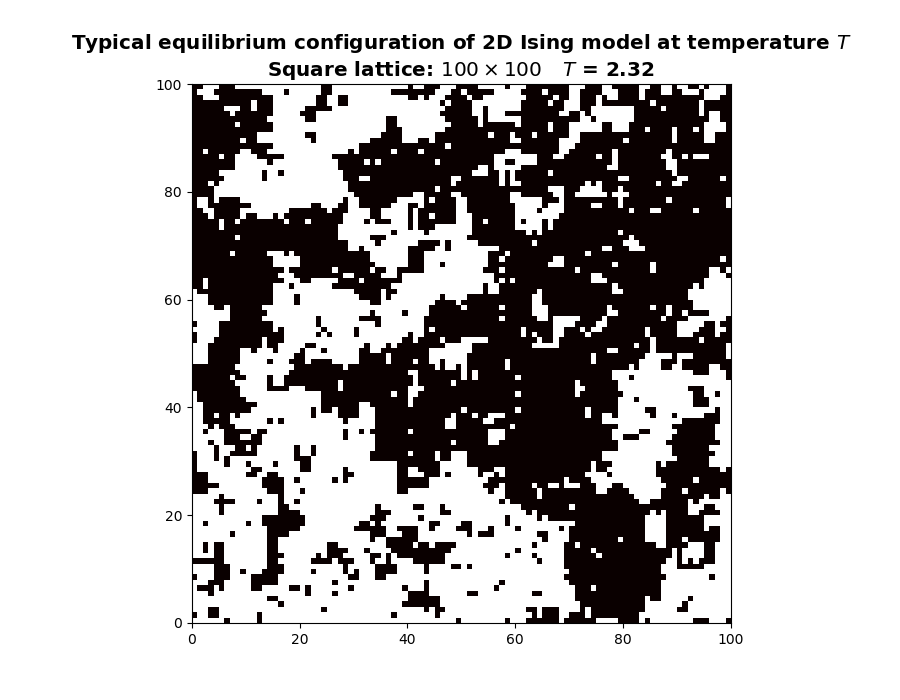 Typical equilibrium configuration of 2D Ising model at temperature T
Square lattice: 100 × 100 T = 2.32
100
80
60
40
20
0
0 20 40 60 80 100